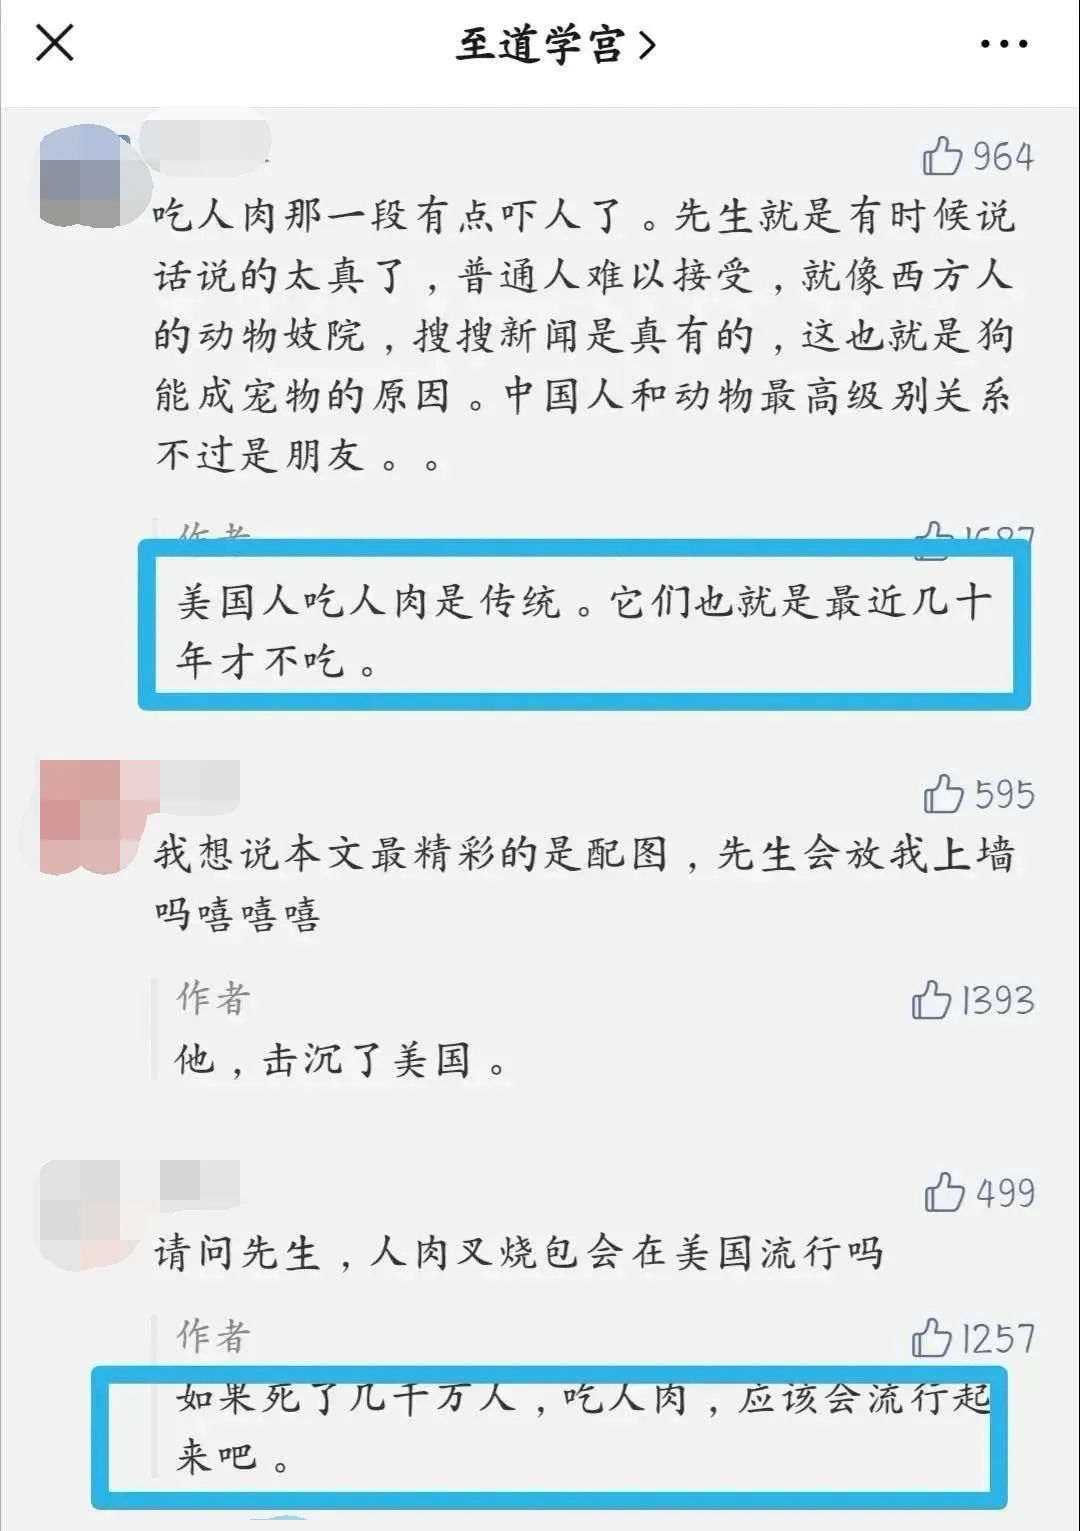 至道学宫
964
吃人肉那一段有点吓人了。先生就是有时候说
话说的太真了，普通人难以接受，就像西方人
的动物妓院，搜搜新闻是真有的，这也就是狗
能成宠物的原因。中国人和动物最高级别关系
不过是朋友。。
作者
1687
美国人吃人肉是传统。它们也就是最近几十
年才不吃。
595
我想说本文最精彩的是配图，先生会放我上墙
吗嘻嘻嘻
作者
1393
他，击沉了美国。
499
请问先生，人肉叉烧包会在美国流行吗
作者
1257
如果死了几千万人，吃人肉，应该会流行起
来吧。